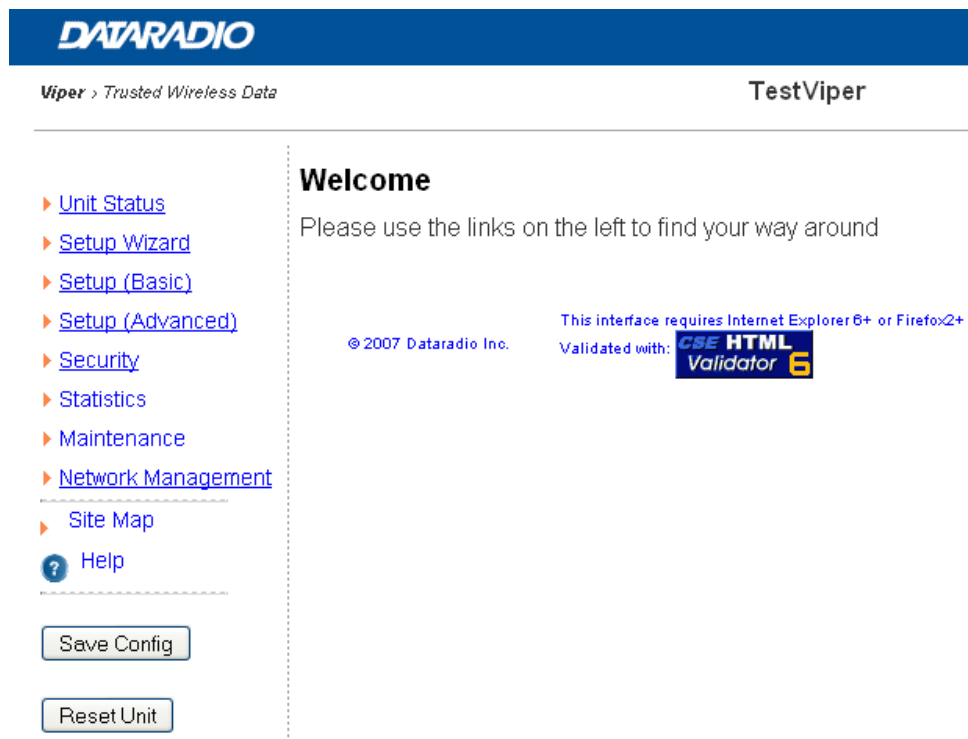 DATARADIO
Viper › Trusted Wireless Data
TestViper
Unit Status
Setup Wizard
Setup (Basic)
Setup (Advanced)
Security
Statistics
Maintenance
Network Management
Site Map
? Help
Save Config
Reset Unit
Welcome
Please use the links on the left to find your way around
© 2007 Dataradio Inc.
This interface requires Internet Explorer 6+ or Firefox2+
Validated with:
CSE HTML
Validator 6